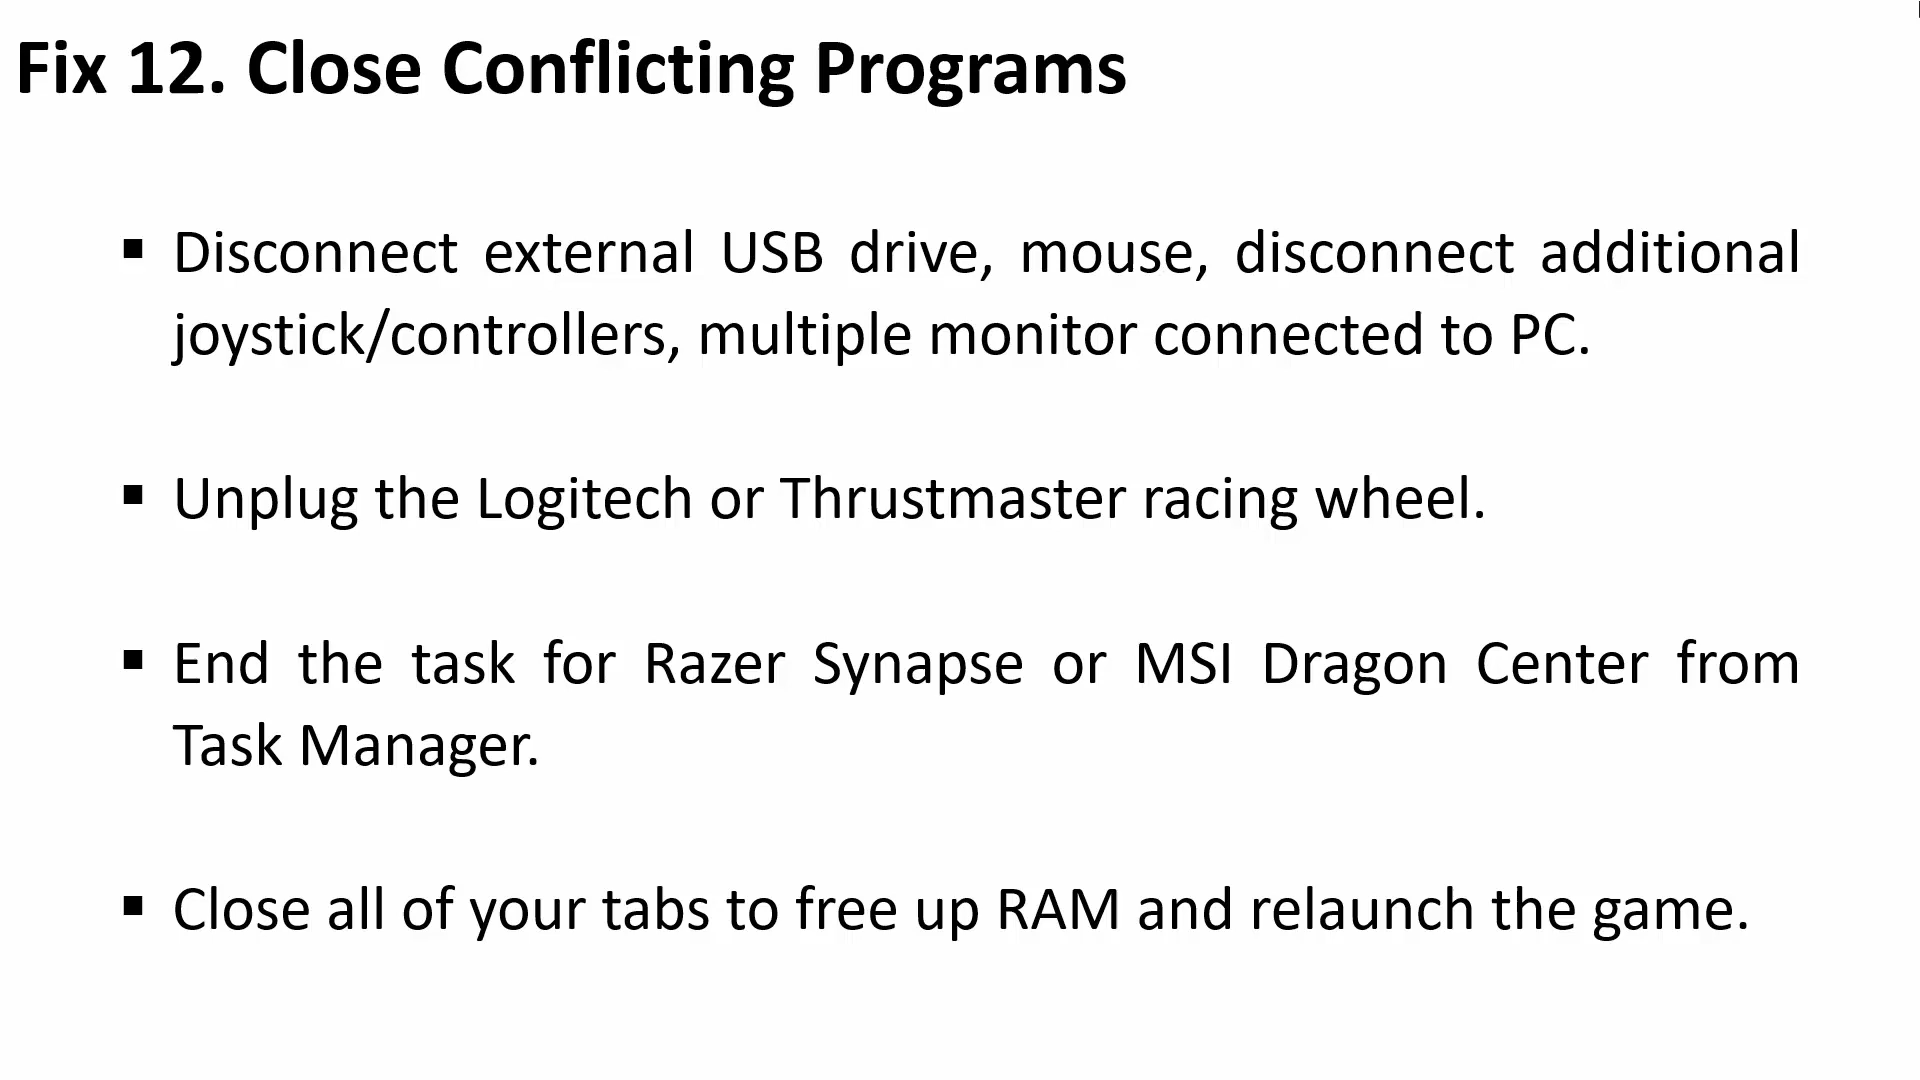 Fix 12. Close Conflicting Programs
▪ Disconnect external USB drive, mouse, disconnect additional
joystick/controllers, multiple monitor connected to PC.
▪ Unplug the Logitech or Thrustmaster racing wheel.
▪ End the task for Razer Synapse or MSI Dragon Center from
Task Manager.
▪ Close all of your tabs to free up RAM and relaunch the game.